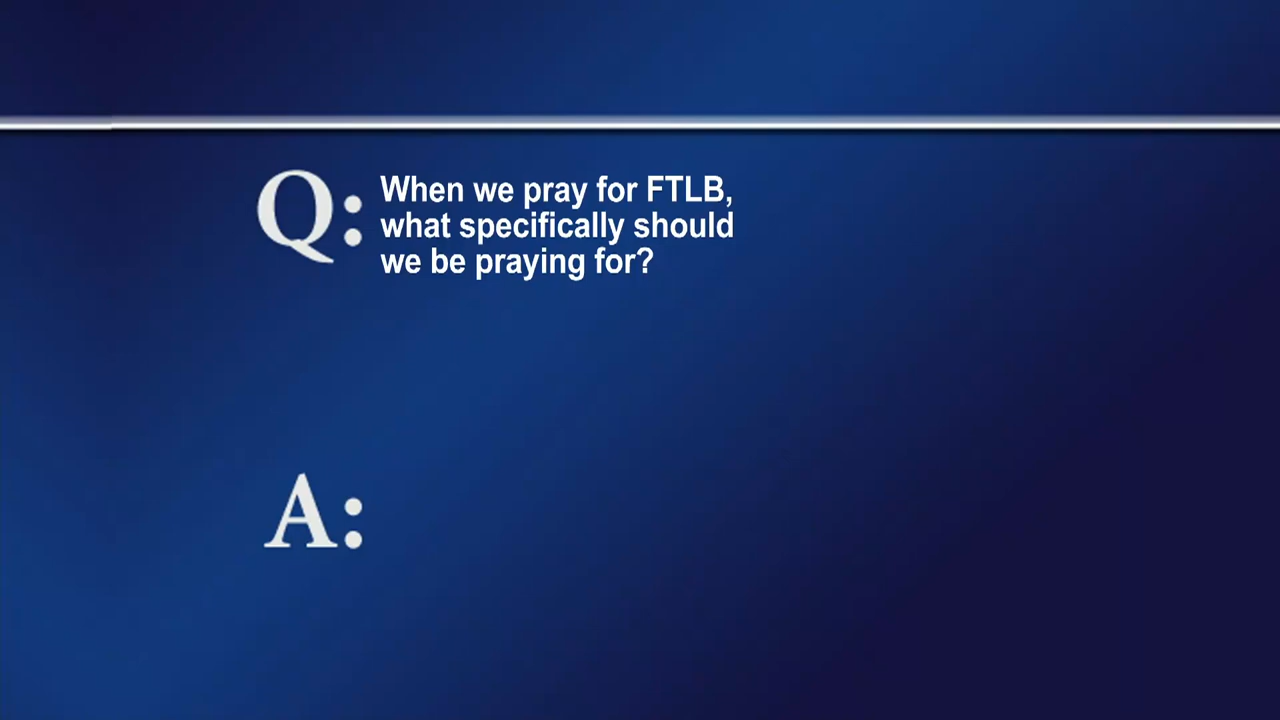 Q: When we pray for FTLB,
what specifically should
we be praying for?
A: